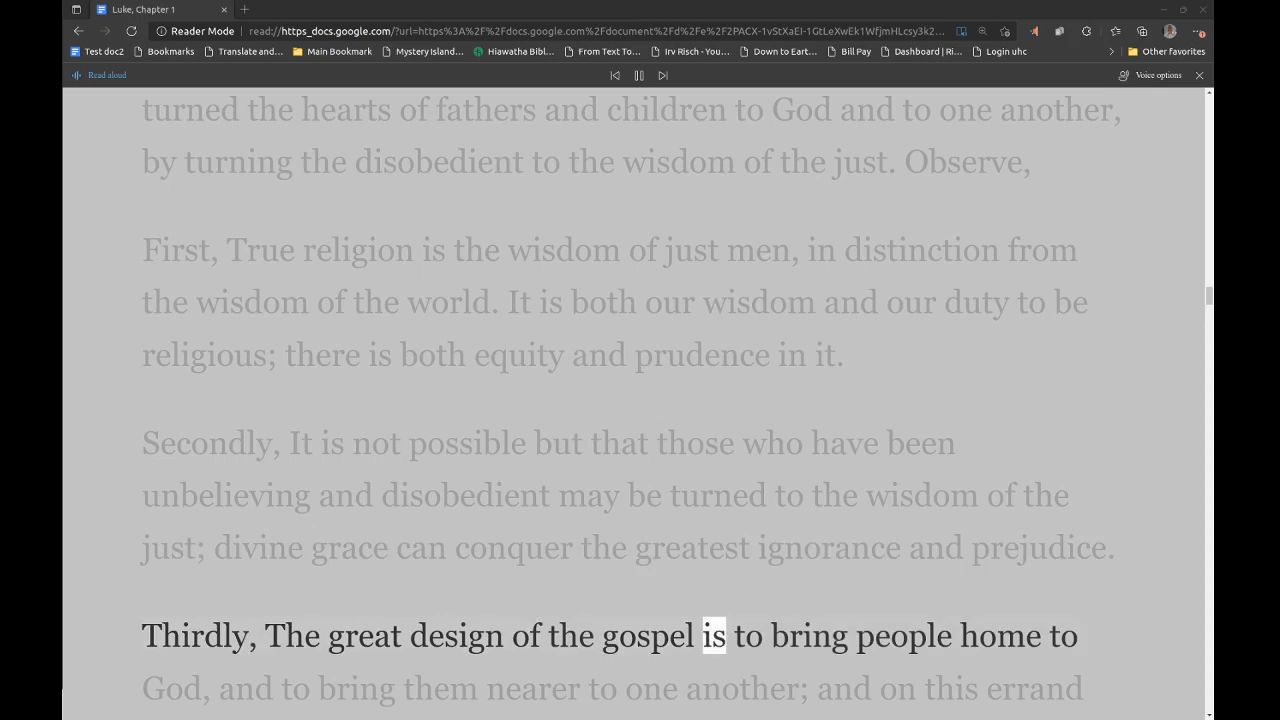 Luke, Chapter 1
Reader Mode
read://https_docs.google.com/?url=https%3A%2F%2Fdocs.google.com%2Fdocument%2Fd%2Fe%2F2PACX-1vStXaEI-1GtLeXwEk1WfjmHLcsy3k2...
Test doc2 Bookmarks Translate and... Main Bookmark Mystery Island... Hiawatha Bibl... From Text To... Irv Risch - You... Down to Eart... Bill Pay Dashboard | Ri... Login uhc Other favorites
Read aloud Voice options
turned the hearts of fathers and children to God and to one another,
by turning the disobedient to the wisdom of the just. Observe,
First, True religion is the wisdom of just men, in distinction from
the wisdom of the world. It is both our wisdom and our duty to be
religious; there is both equity and prudence in it.
Secondly, It is not possible but that those who have been
unbelieving and disobedient may be turned to the wisdom of the
just; divine grace can conquer the greatest ignorance and prejudice.
Thirdly, The great design of the gospel is to bring people home to
God, and to bring them nearer to one another; and on this errand